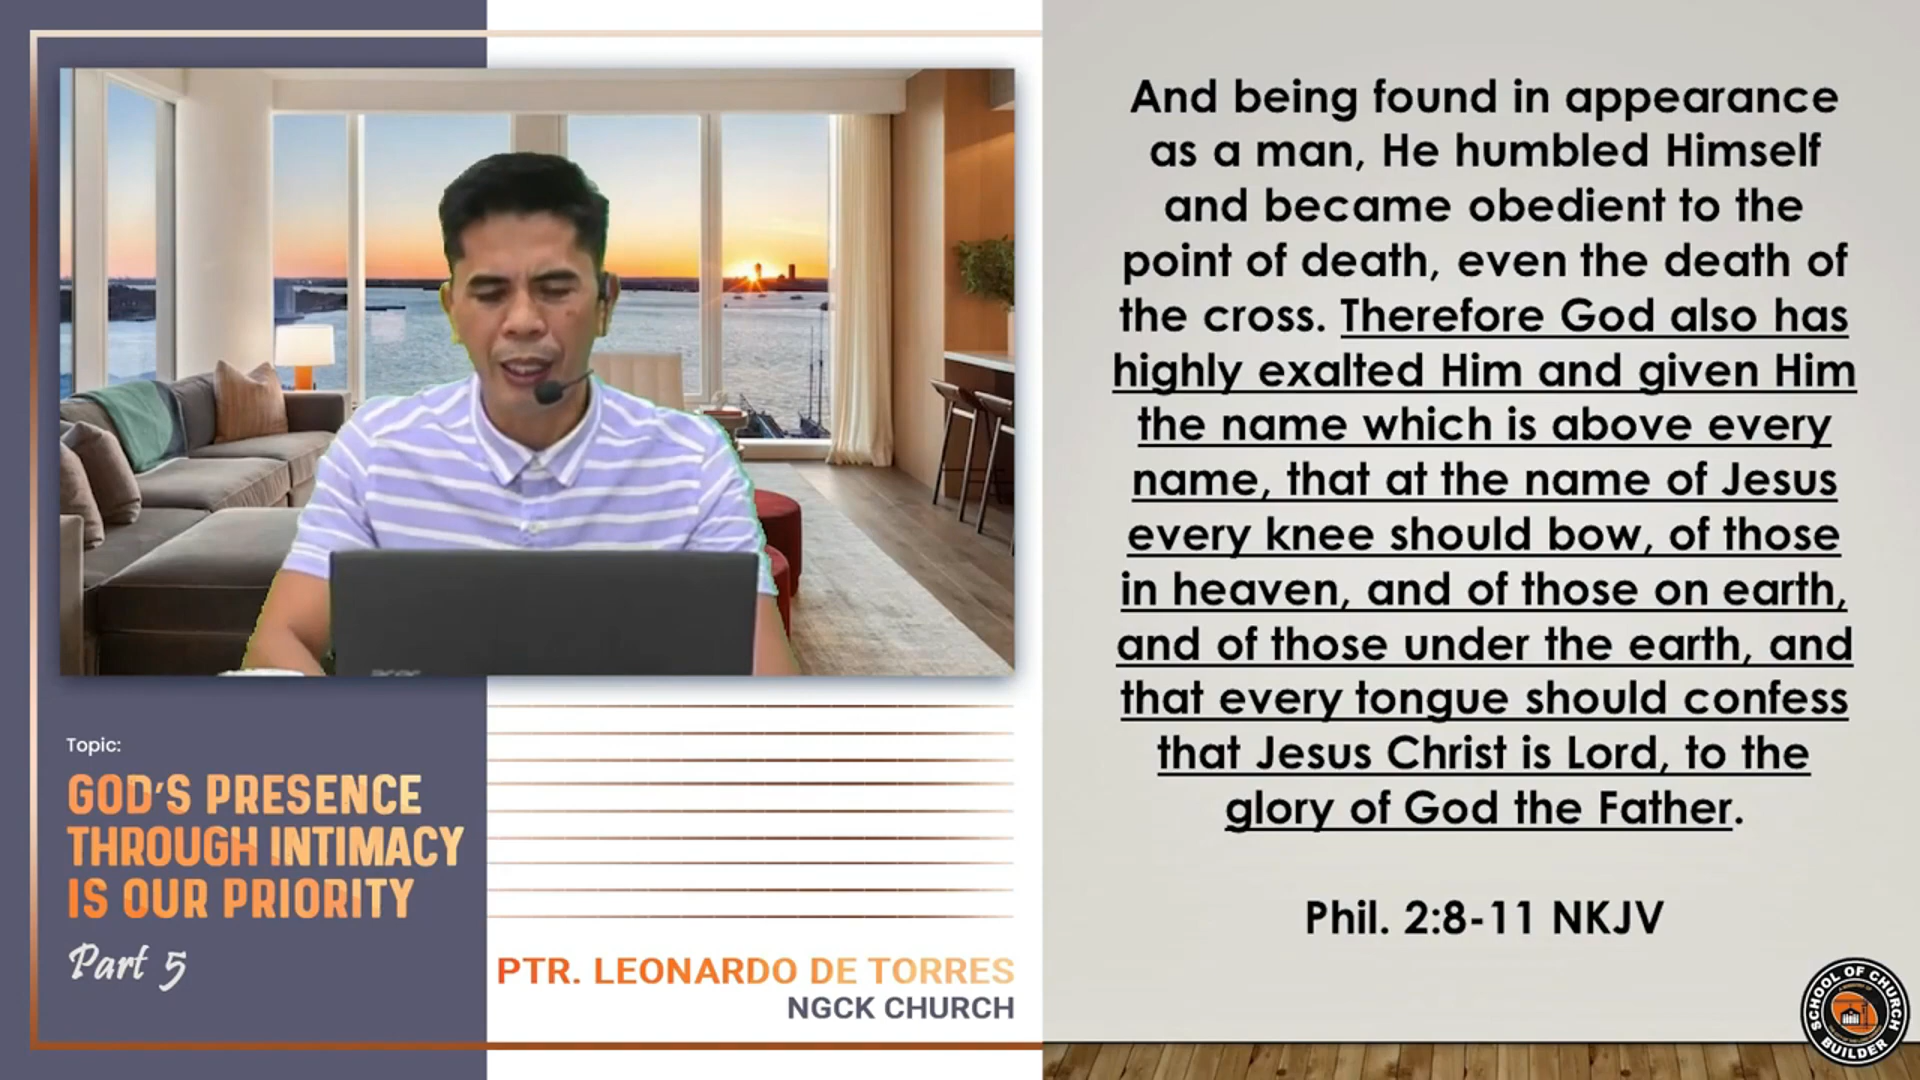 And being found in appearance
as a man, He humbled Himself
and became obedient to the
point of death, even the death of
the cross. Therefore God also has
highly exalted Him and given Him
the name which is above every
name, that at the name of Jesus
every knee should bow, of those
in heaven, and of those on earth,
and of those under the earth, and
that every tongue should confess
that Jesus Christ is Lord, to the
glory of God the Father.
Phil. 2:8-11 NKJV
Topic:
GOD'S PRESENCE
THROUGH INTIMACY
IS OUR PRIORITY
Part 5
PTR. LEONARDO DE TORRES
NGCK CHURCH
SCHOOL OF CHURCH
BUILDER